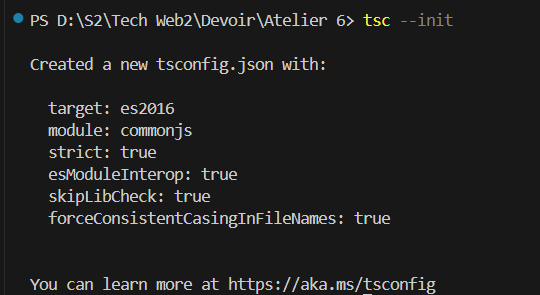 PS D:\S2\Tech Web2\Devoir\Atelier 6> tsc --init
Created a new tsconfig.json with:
target: es2016
module: commonjs
strict: true
esModuleInterop: true
skipLibCheck: true
forceConsistentCasingInFileNames: true
You can learn more at https://aka.ms/tsconfig